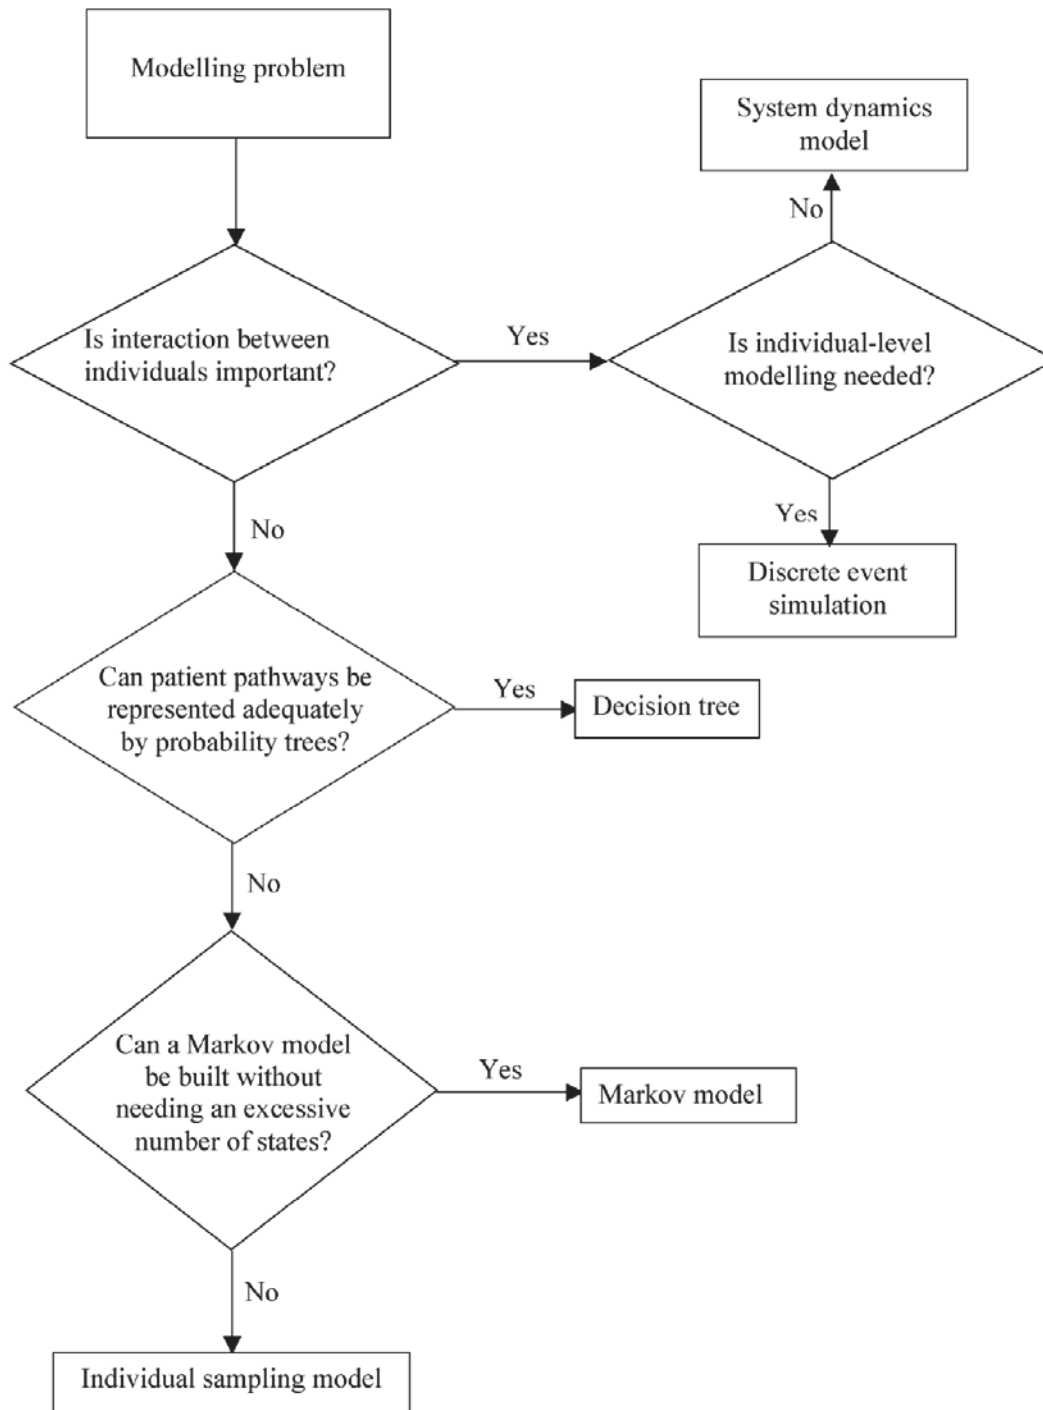 Modelling problem
System dynamics
model
No
Is interaction between
individuals important?
Yes
Is individual-level
modelling needed?
Yes
Discrete event
simulation
No
Can patient pathways be
represented adequately
by probability trees?
Yes
Decision tree
No
Can a Markov model
be built without
needing an excessive
number of states?
Yes
Markov model
No
Individual sampling model